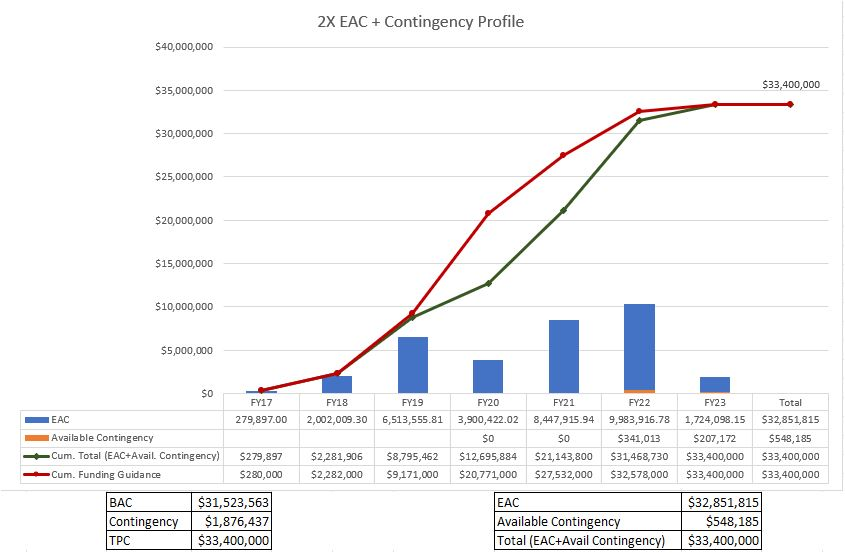 2X EAC + Contingency Profile
$40,000,000
$33,400,000
$35,000,000
$30,000,000
$25,000,000
$20,000,000
$15,000,000
$10,000,000
$5,000,000
$0
FY17 FY18 FY19 FY20 FY21 FY22 FY23 Total
EAC 279,897.00 2,002,009.30 6,513,555.81 3,900,422.02 8,447,915.94 9,983,916.78 1,724,098.15 $32,851,815
Available Contingency $0 $0 $341,013 $207,172 $548,185
Cum. Total (EAC+Avail. Contingency) $279,897 $2,281,906 $8,795,462 $12,695,884 $21,143,800 $31,468,730 $33,400,000 $33,400,000
Cum. Funding Guidance $280,000 $2,282,000 $9,171,000 $20,771,000 $27,532,000 $32,578,000 $33,400,000 $33,400,000
BAC $31,523,563
Contingency $1,876,437
TPC $33,400,000
EAC $32,851,815
Available Contingency $548,185
Total (EAC+Avail Contingency) $33,400,000